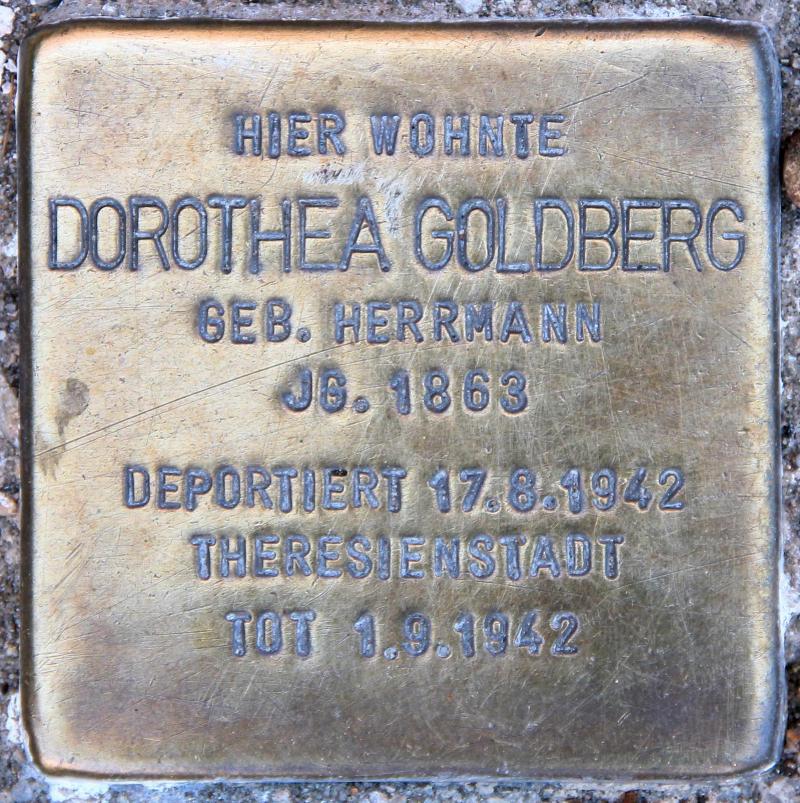 HIER WOHNTE
DOROTHEA GOLDBERG
GEB. HERRMANN
JG. 1863
DEPORTIERT 17.8.1942
THERESIENSTADT
TOT 1.9.1942